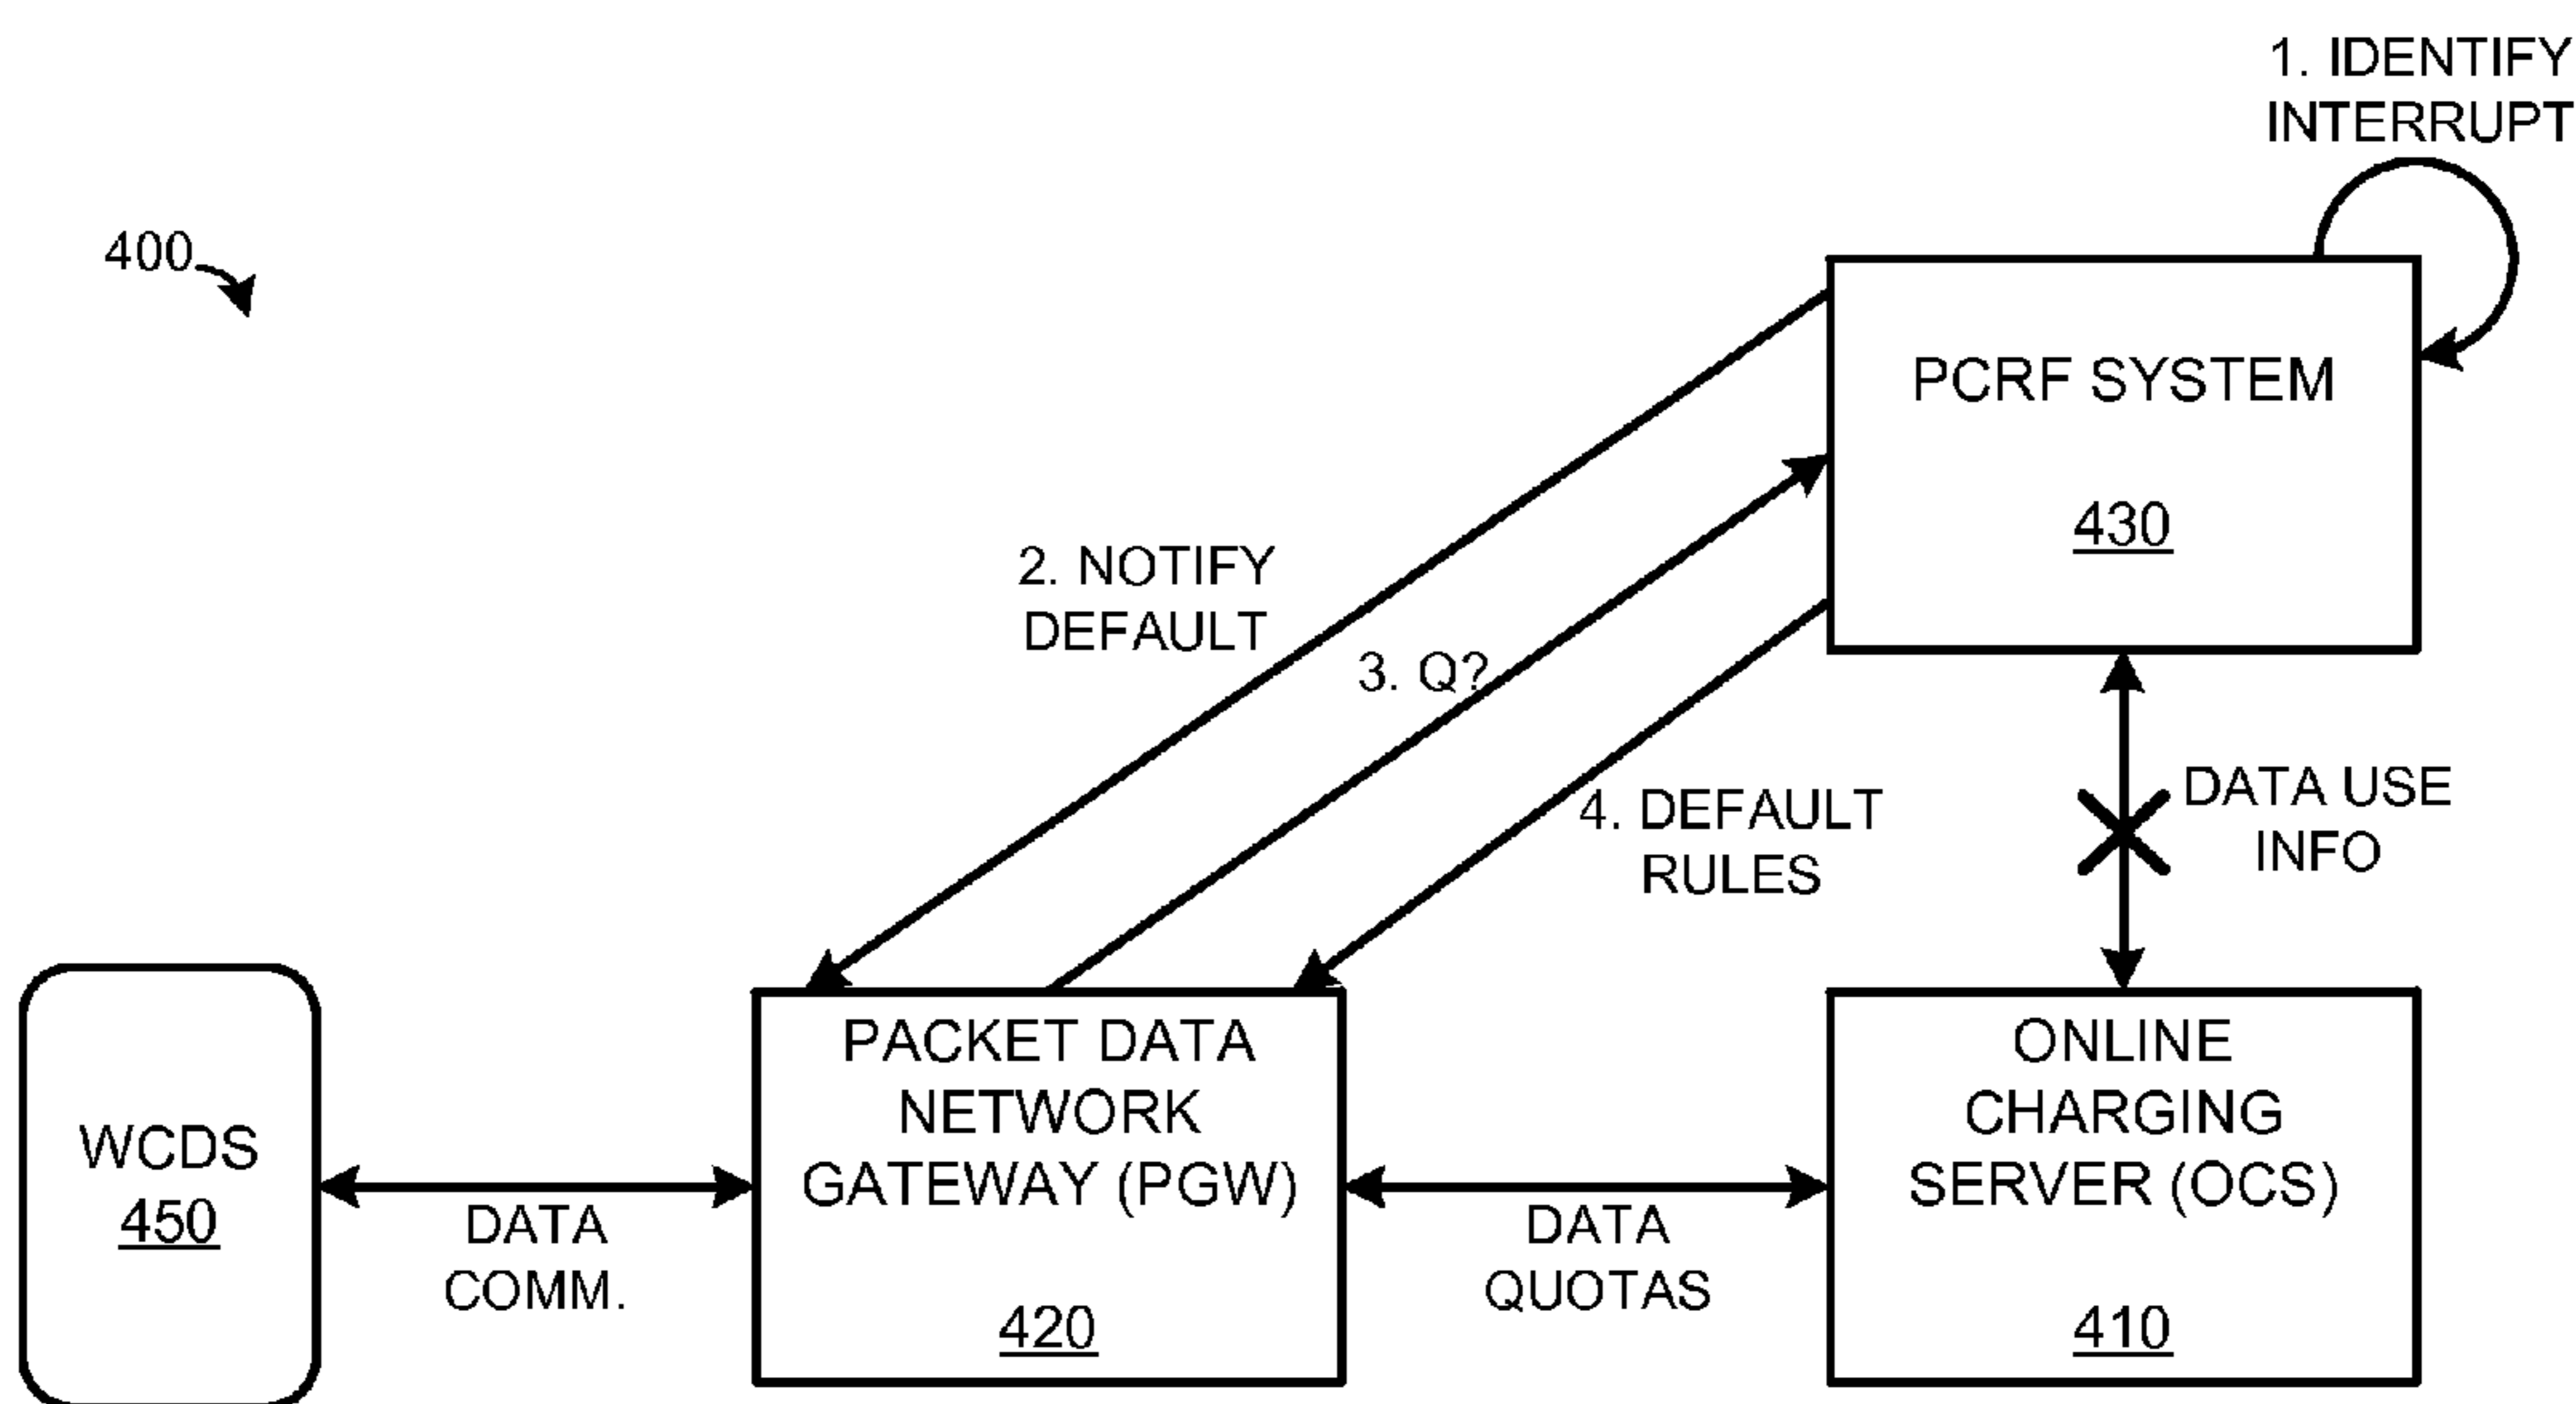 1. IDENTIFY
INTERRUPT
400
PCRF SYSTEM
430
2. NOTIFY
DEFAULT
3. Q?
4. DEFAULT
RULES
DATA USE
INFO
WCDS
450
DATA
COMM.
PACKET DATA
NETWORK
GATEWAY (PGW)
420
DATA
QUOTAS
ONLINE
CHARGING
SERVER (OCS)
410